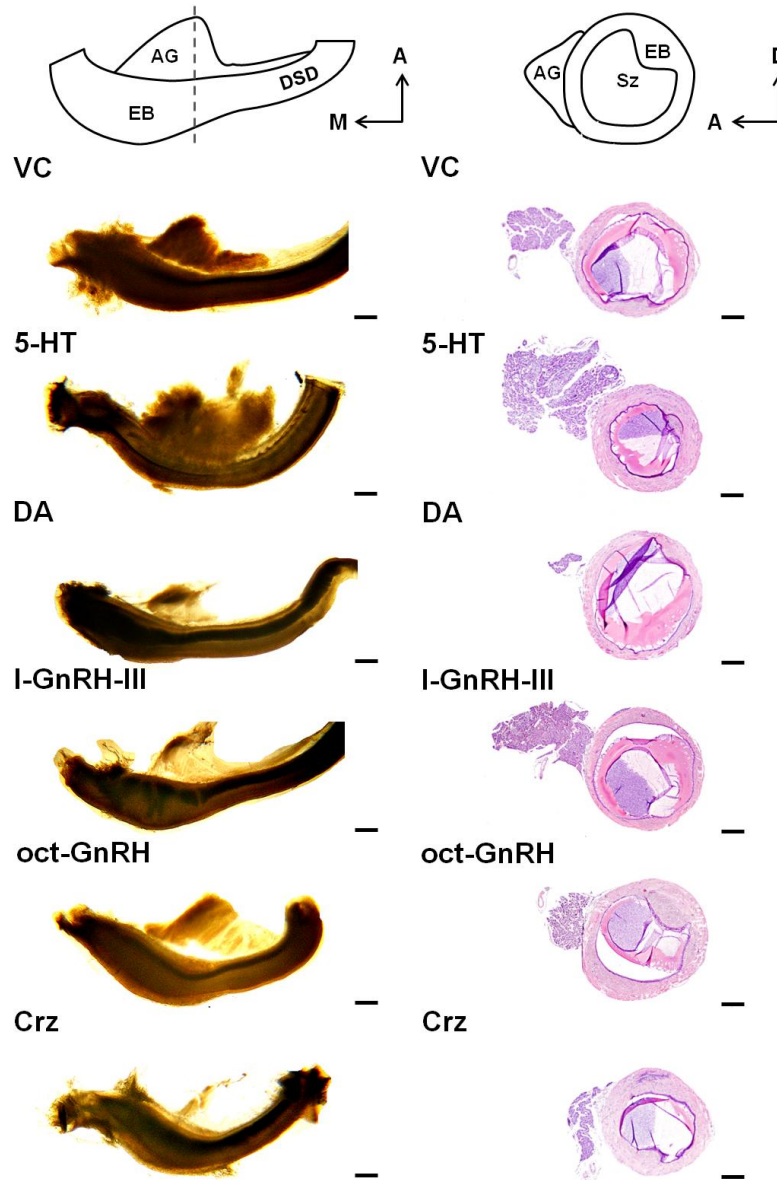 AG
EB
DSD
A
M
AG
EB
Sz
D
A
VC
VC
5-HT
5-HT
DA
DA
I-GnRH-III
I-GnRH-III
oct-GnRH
oct-GnRH
Crz
Crz